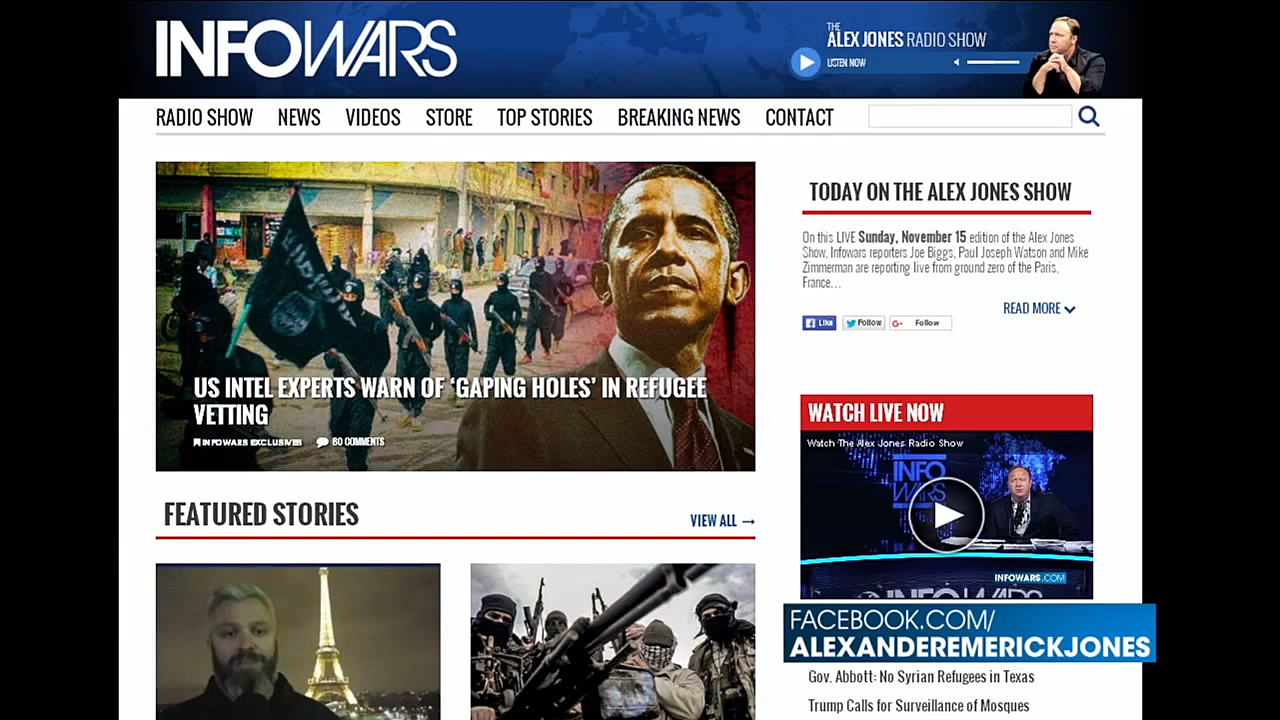 INFOWARS
THE
ALEX JONES RADIO SHOW
LISTEN NOW
RADIO SHOW NEWS VIDEOS STORE TOP STORIES BREAKING NEWS CONTACT
US INTEL EXPERTS WARN OF ‘GAPING HOLES’ IN REFUGEE
VETTING
INFOWARS EXCLUSIVES 60 COMMENTS
TODAY ON THE ALEX JONES SHOW
On this LIVE Sunday, November 15 edition of the Alex Jones
Show, Infowars reporters Joe Biggs, Paul Joseph Watson and Mike
Zimmerman are reporting live from ground zero of the Paris,
France…
READ MORE
Like Follow Follow
WATCH LIVE NOW
Watch The Alex Jones Radio Show
INFO
WARS
INFOWARS.COM
INFOWARS
FEATURED STORIES
VIEW ALL →
FACEBOOK.COM/
ALEXANDEREMERICKJONES
Gov. Abbott: No Syrian Refugees in Texas
Trump Calls for Surveillance of Mosques